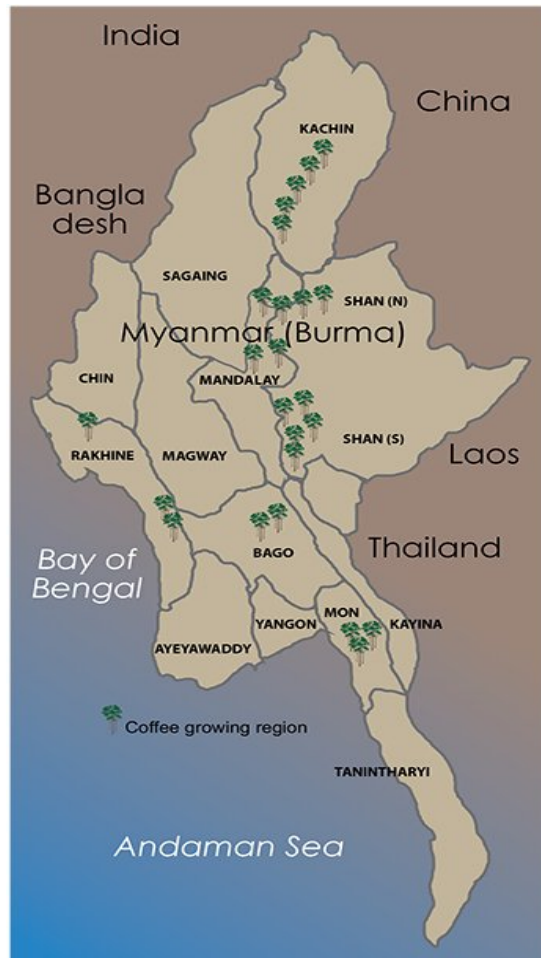 India
China
KACHIN
Bangla
desh
SAGAING
SHAN (N)
Myanmar (Burma)
CHIN
MANDALAY
SHAN (S)
RAKHINE
MAGWAY
Laos
Bay of
Bengal
Thailand
BAGO
MON
YANGON
KAYINA
AYEYAWADDY
Coffee growing region
TANINTHARYI
Andaman Sea